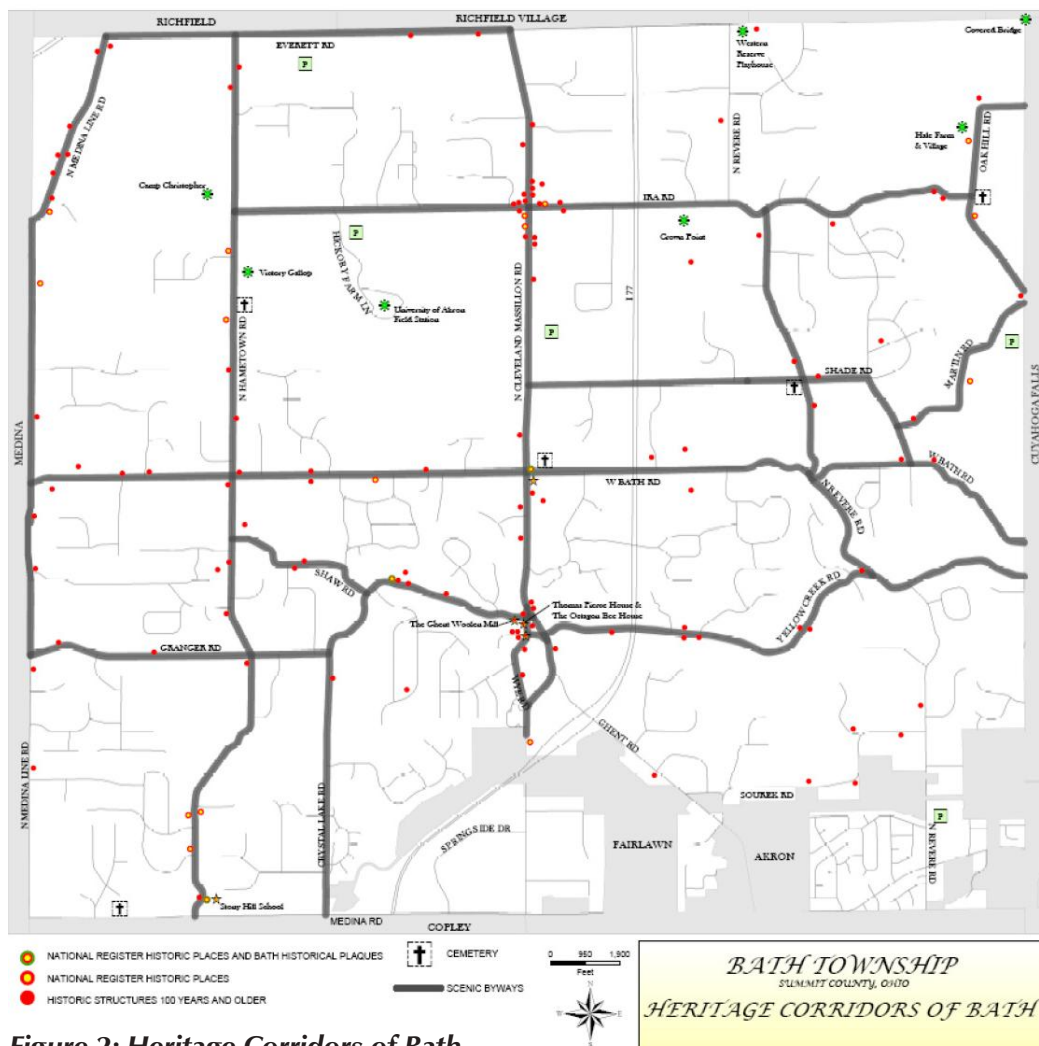 RICHFIELD
RICHFIELD VILLAGE
EVERETT RD
P
Western
Reserve
Playhouse
Covered Bridge
N MEDINA LINE RD
N REVERE RD
Hale Farm
& Village
OAK HILL RD
Camp Christopher
IRA RD
HICKORY FARM LN
P
Crown Point
Victory Gallop
University of Akron
Field Station
I 77
N CLEVELAND MASSILLON RD
N HAMETOWN RD
P
P
MARTIN RD
SHADE RD
MEDINA
CUYAHOGA FALLS
W BATH RD
W BATH RD
N REVERE RD
SHAW RD
YELLOW CREEK RD
Thomas Pierce House &
The Octagon Bee House
The Ghent Woolen Mill
GRANGER RD
WYE RD
GHENT RD
N MEDINA LINE RD
CRYSTAL LAKE RD
SPRINGSIDE DR
SOUREK RD
FAIRLAWN
AKRON
P
N REVERE RD
Stony Hill School
MEDINA RD
COPLEY
NATIONAL REGISTER HISTORIC PLACES AND BATH HISTORICAL PLAQUES
NATIONAL REGISTER HISTORIC PLACES
HISTORIC STRUCTURES 100 YEARS AND OLDER
CEMETERY
SCENIC BYWAYS
0 950 1,900
Feet
N
W E
S
BATH TOWNSHIP
SUMMIT COUNTY, OHIO
HERITAGE CORRIDORS OF BATH
Figure 2: Heritage Corridors of Bath